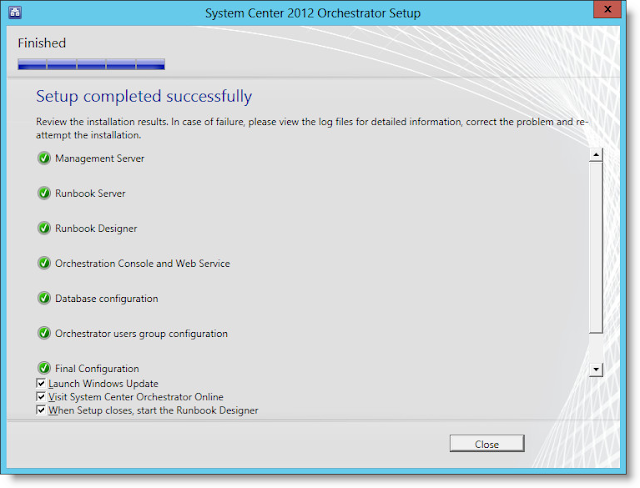 System Center 2012 Orchestrator Setup
x
Finished
Setup completed successfully
Review the installation results. In case of failure, please view the log files for detailed information, correct the problem and re-
attempt the installation.
Management Server
Runbook Server
Runbook Designer
Orchestration Console and Web Service
Database configuration
Orchestrator users group configuration
Final Configuration
Launch Windows Update
Visit System Center Orchestrator Online
When Setup closes, start the Runbook Designer
Close